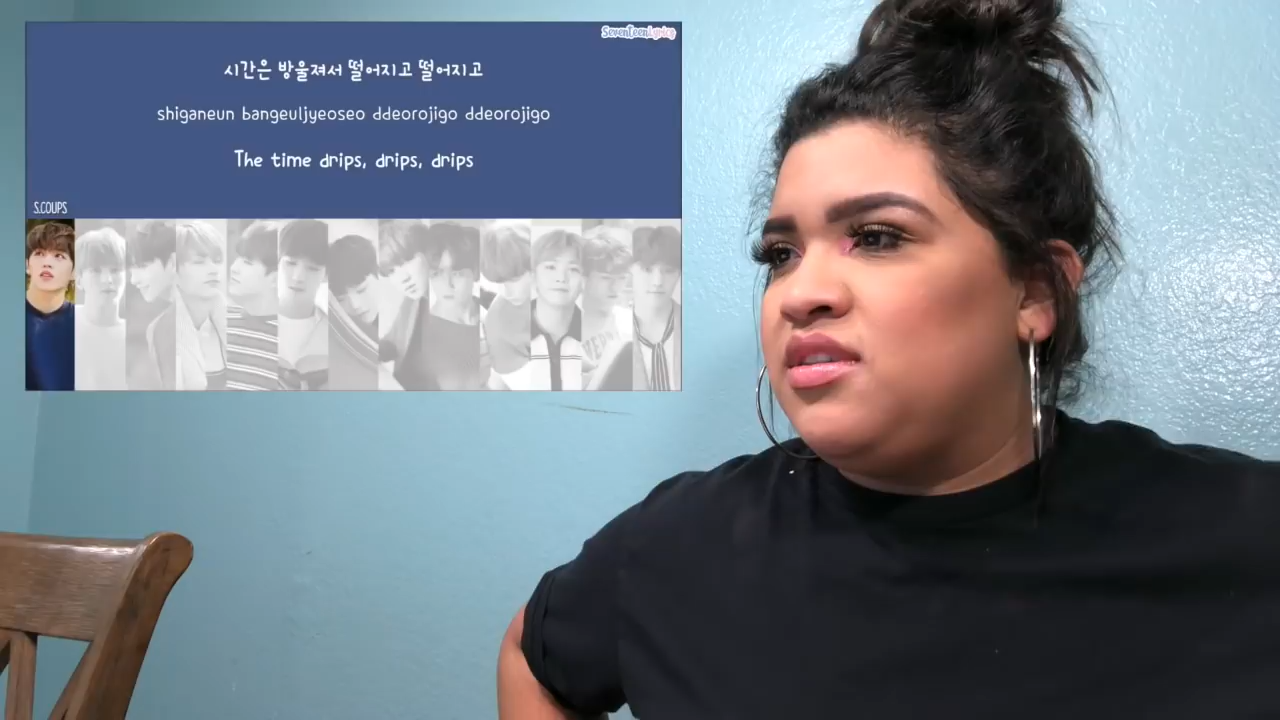 SeventeenLyrics
시간은 방울져서 떨어지고 떨어지고
shiganeun bangeuljyeoseo ddeorojigo ddeorojigo
The time drips, drips, drips
S.COUPS